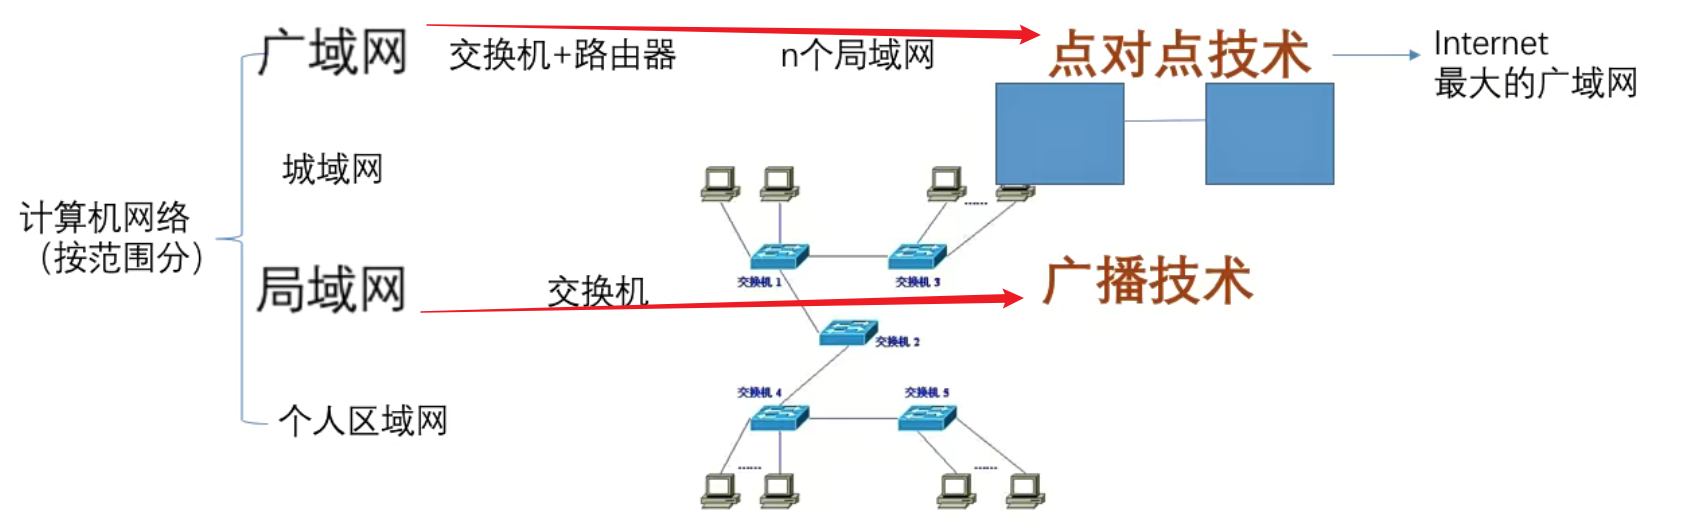 广域网
交换机+路由器
n个局域网
点对点技术
Internet
最大的广域网
城域网
计算机网络
（按范围分）
......
交换机 1
交换机 3
局域网
交换机
广播技术
交换机 2
交换机 4
交换机 5
个人区域网
......
......